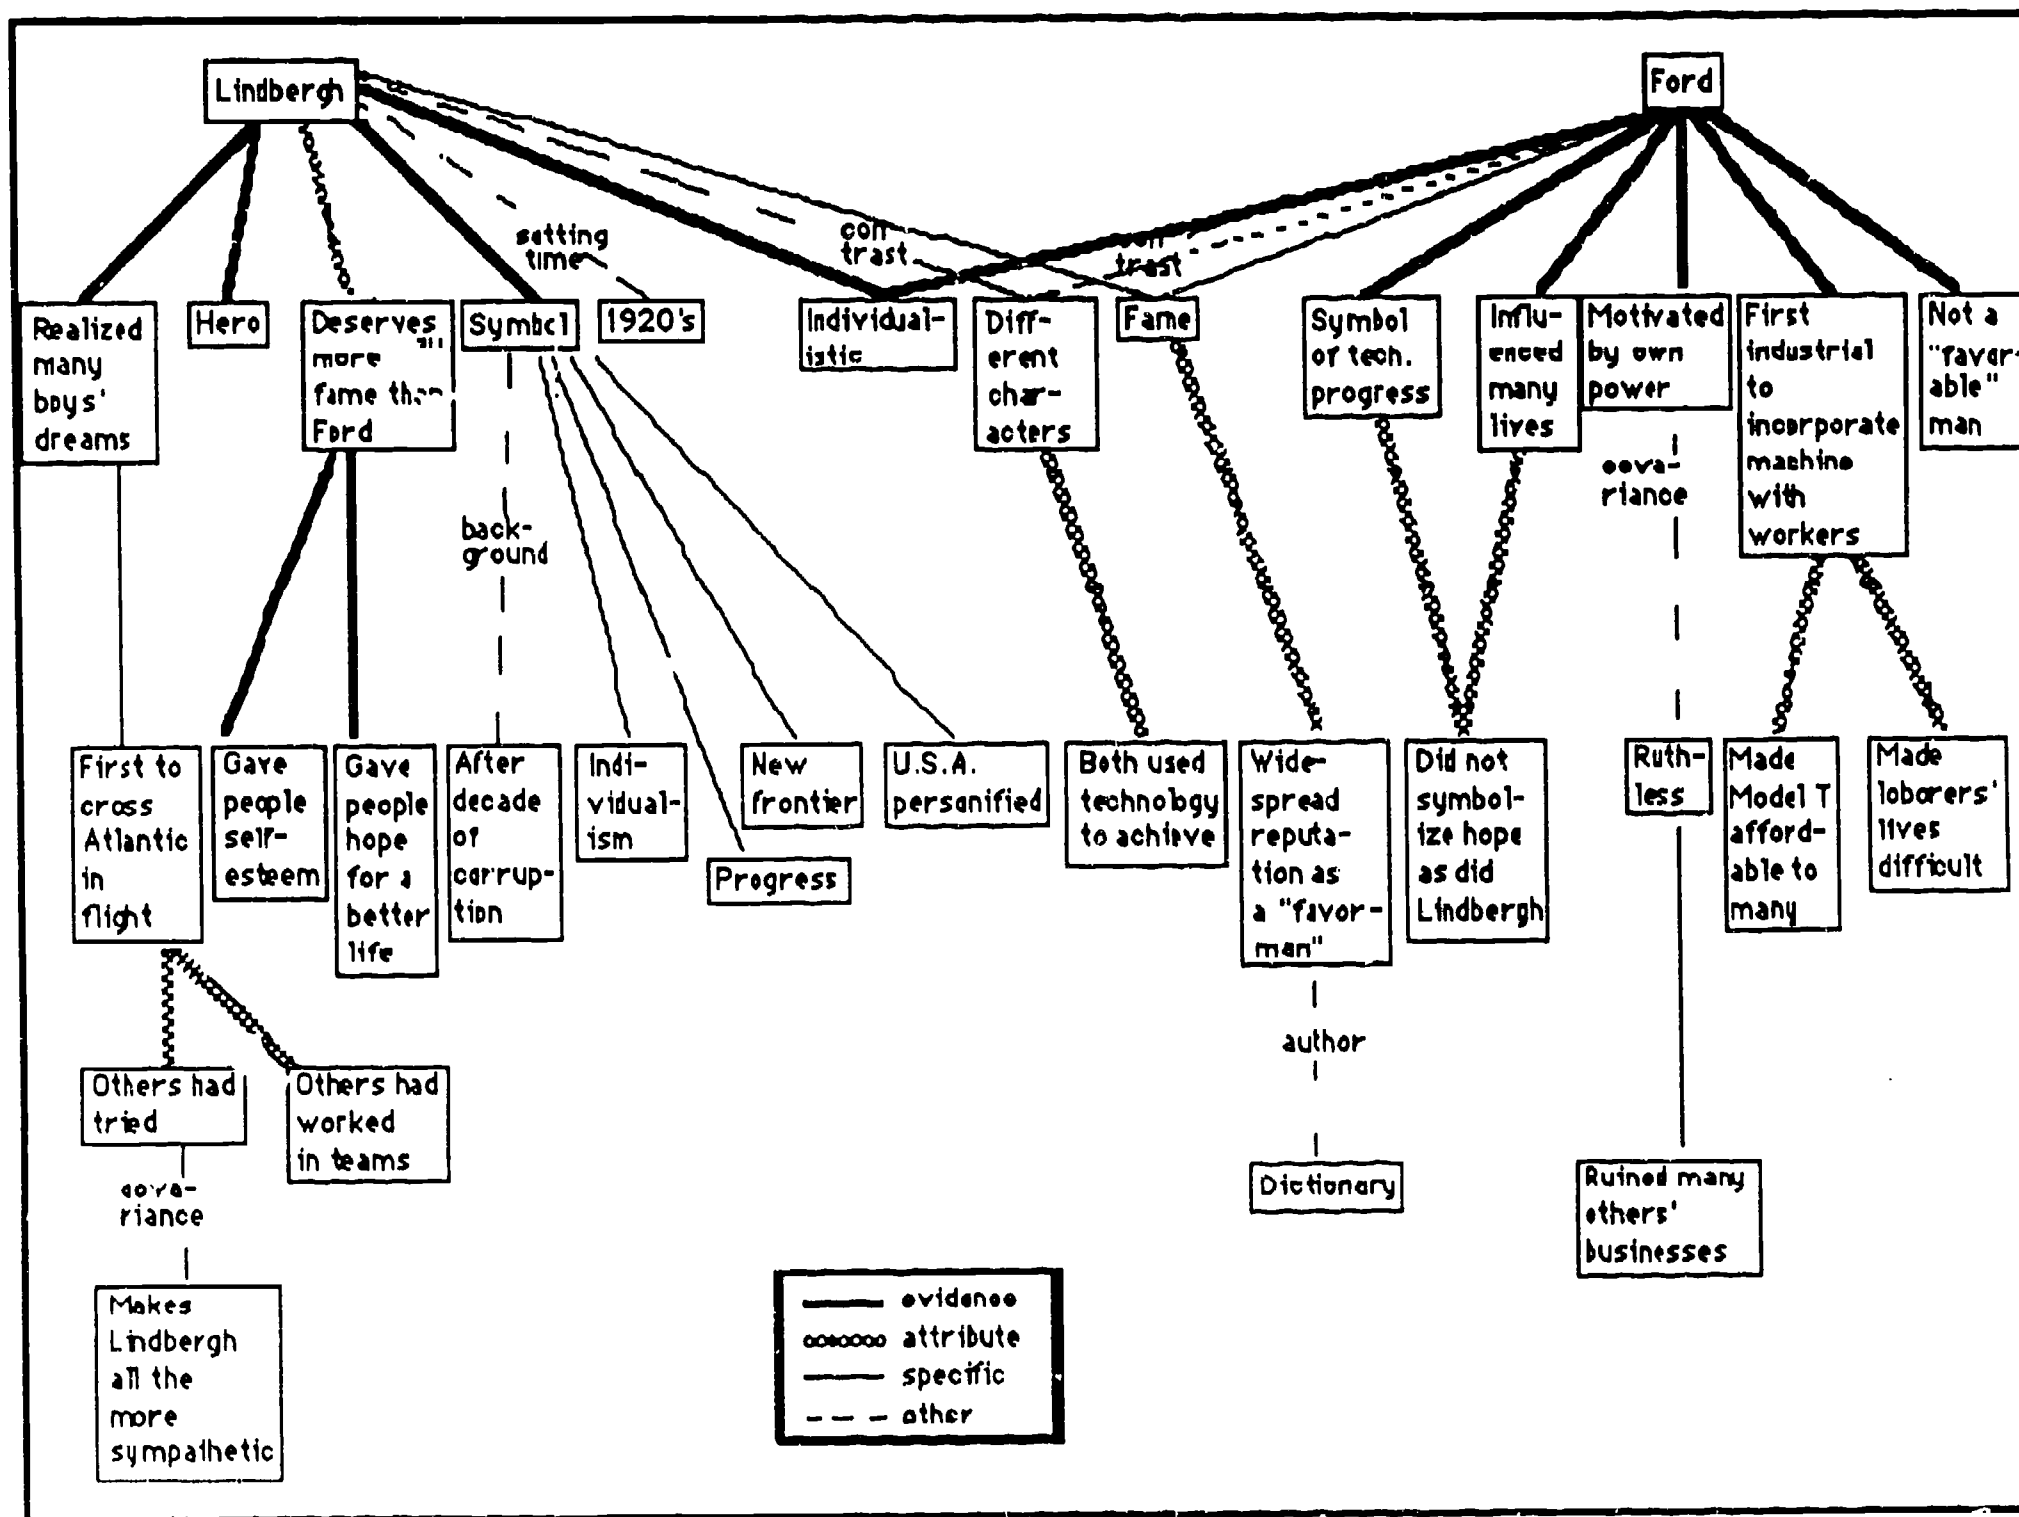 Lindbergh
Ford
setting
time
con
trast
trast
Realized
many
boys'
dreams
Hero
Deserves
more
fame than
Ford
Symbol
1920's
Individual-
istic
Diff-
erent
char-
acters
Fame
Symbol
of tech.
progress
Influ-
enced
many
lives
Motivated
by own
power
First
industrial
to
incorporate
machine
with
workers
Not a
"favor-
able"
man
back-
ground
cova-
riance
First to
cross
Atlantic
in
flight
Gave
people
self-
esteem
Gave
people
hope
for a
better
life
After
decade
of
corrup-
tion
Indi-
vidual-
ism
Progress
New
frontier
U.S.A.
personified
Both used
technology
to achieve
Wide-
spread
reputa-
tion as
a "favor-
man"
Did not
symbol-
ize hope
as did
Lindbergh
Ruth-
less
Made
Model T
afford-
able to
many
Made
laborers'
lives
difficult
author
Others had
tried
Others had
worked
in teams
Dictionary
Ruined many
others'
businesses
cova-
riance
Makes
Lindbergh
all the
more
sympathetic
evidence
attribute
specific
other